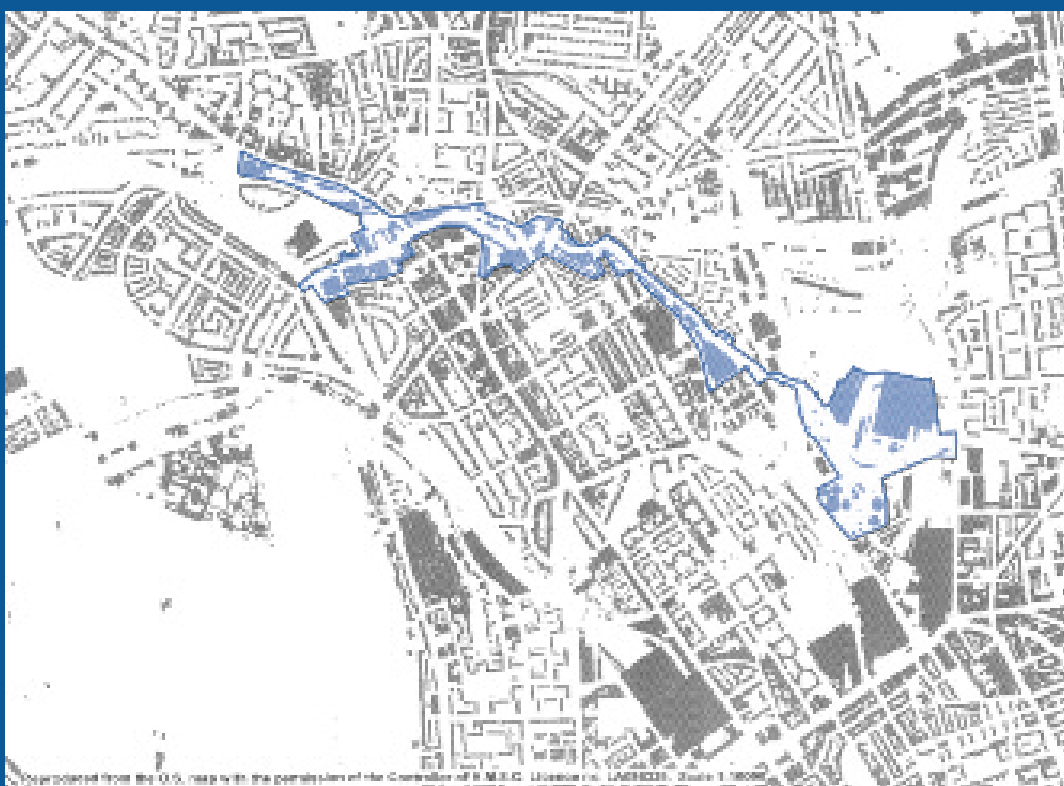 Reproduced from the O.S. map with the permission of the Controller of H.M.S.O. Licence no. Scale